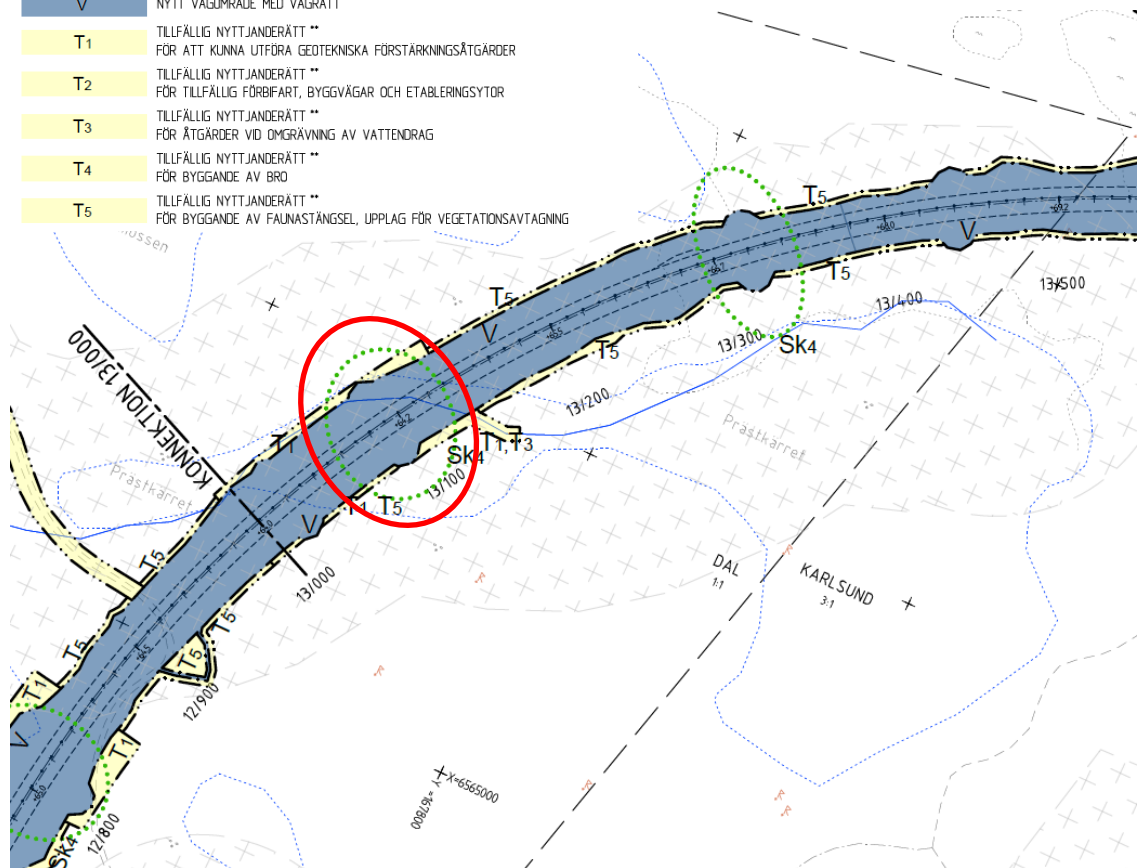 V
NYTT VÄGOMRÅDE MED VÄGRÄTT
T1
TILLFÄLLIG NYTTJANDERÄTT **
FÖR ATT KUNNA UTFÖRA GEOTEKNISKA FÖRSTÄRKNINGSÅTGÄRDER
T2
TILLFÄLLIG NYTTJANDERÄTT **
FÖR TILLFÄLLIG FÖRBIFART, BYGGVÄGAR OCH ETABLERINGSYTOR
T3
TILLFÄLLIG NYTTJANDERÄTT **
FÖR ÅTGÄRDER VID OMGRÄVNING AV VATTENDRAG
T4
TILLFÄLLIG NYTTJANDERÄTT **
FÖR BYGGANDE AV BRO
T5
TILLFÄLLIG NYTTJANDERÄTT **
FÖR BYGGANDE AV FAUNASTÄNGSEL, UPPLAG FÖR VEGETATIONSAVTAGNING
T5
V
T5
T5
13/500
13/400
V
13/300
Sk4
T5
KONNEKTION 13/000
13/200
T1
T1, T3
Sk4
Prästkärret
Prästkärret
13/100
T1 T5
V
DAL
1:1
KARLSUND
3:1
13/000
T5
T5
T5
T5
12/900
T1
V
T1
X=6565000
Y=167800
12/800
Sk4